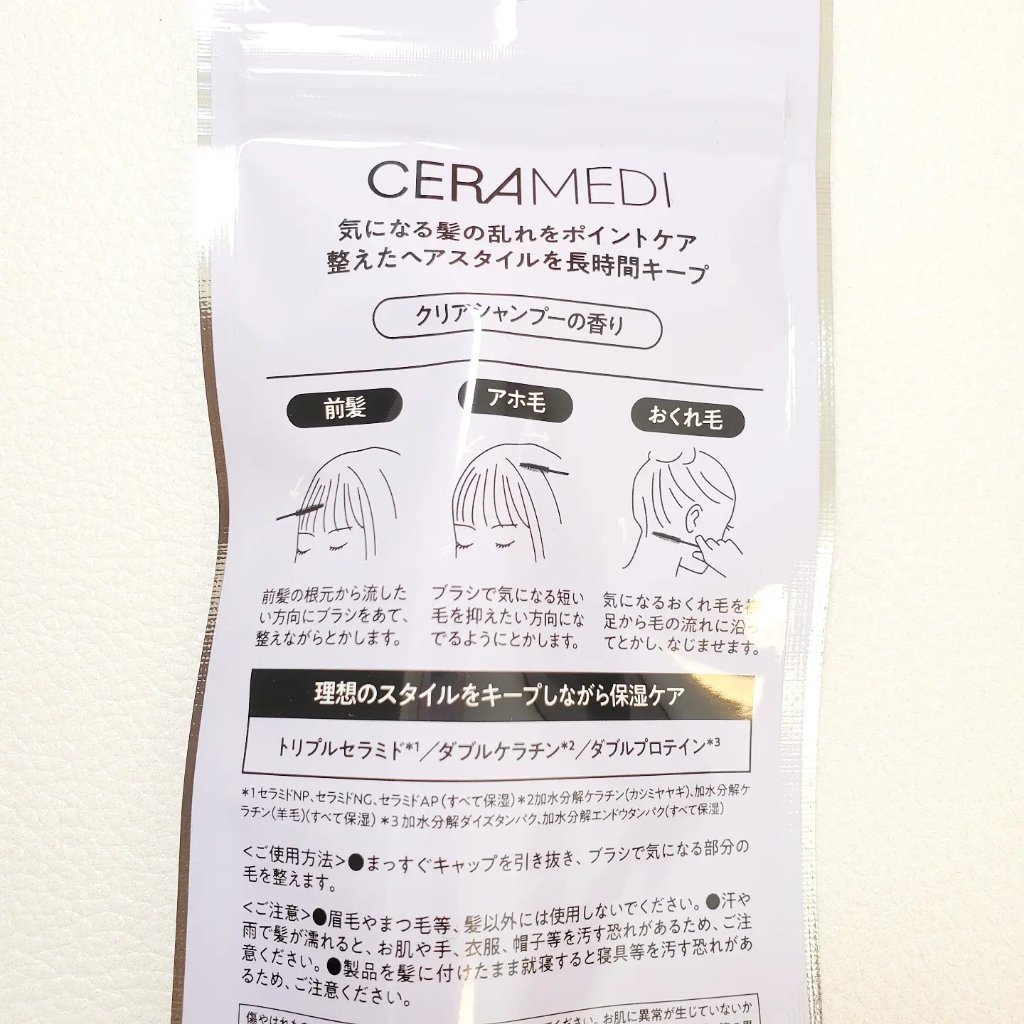 CERAMEDI
気になる髪の乱れをポイントケア
整えたヘアスタイルを長時間キープ
クリアシャンプーの香り
前髪
アホ毛
おくれ毛
前髪の根元から流した
い方向にブラシをあて、
整えながらとかします。
ブラシで気になる短い
毛を抑えたい方向にな
でるようにとかします。
気になるおくれ毛を襟
足から毛の流れに沿っ
てとかし、なじませます。
理想のスタイルをキープしながら保湿ケア
トリプルセラミド*1／ダブルケラチン*2／ダブルプロテイン*3
*1セラミドNP、セラミドNG、セラミドAP(すべて保湿)*2加水分解ケラチン(カシミヤヤギ)、加水分解ケ
ラチン(羊毛)(すべて保湿) *3加水分解ダイズタンパク、加水分解エンドウタンパク(すべて保湿)
<ご使用方法>●まっすぐキャップを引き抜き、ブラシで気になる部分の
毛を整えます。
<ご注意>●眉毛やまつ毛等、髪以外には使用しないでください。●汗や
雨で髪が濡れると、お肌や手、衣服、帽子等を汚す恐れがあるため、ご注
意ください。●製品を髪に付けたまま就寝すると寝具等を汚す恐れがあ
るため、ご注意ください。
お肌に異常が生じていないか